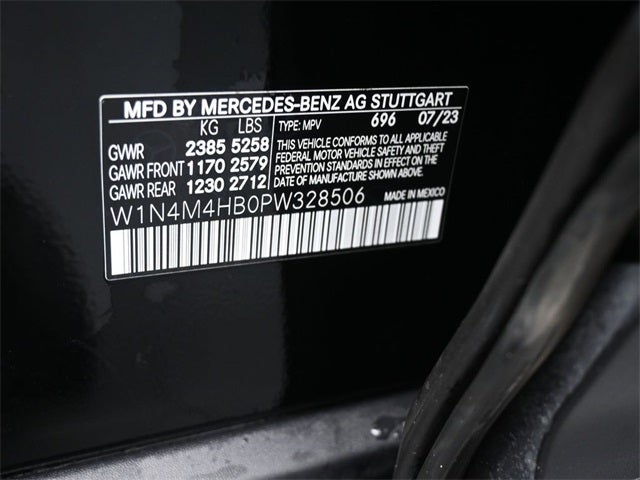 MFD BY MERCEDES-BENZ AG STUTTGART
KG LBS TYPE: MPV 696 07/23
GVWR 2385 5258
GAWR FRONT 1170 2579
GAWR REAR 1230 2712
THIS VEHICLE CONFORMS TO ALL APPLICABLE
FEDERAL MOTOR VEHICLE SAFETY AND THEFT
PREVENTION STANDARDS IN EFFECT ON THE
DATE OF MANUFACTURE SHOWN ABOVE.
W1N4M4HB0PW328506 MADE IN MEXICO